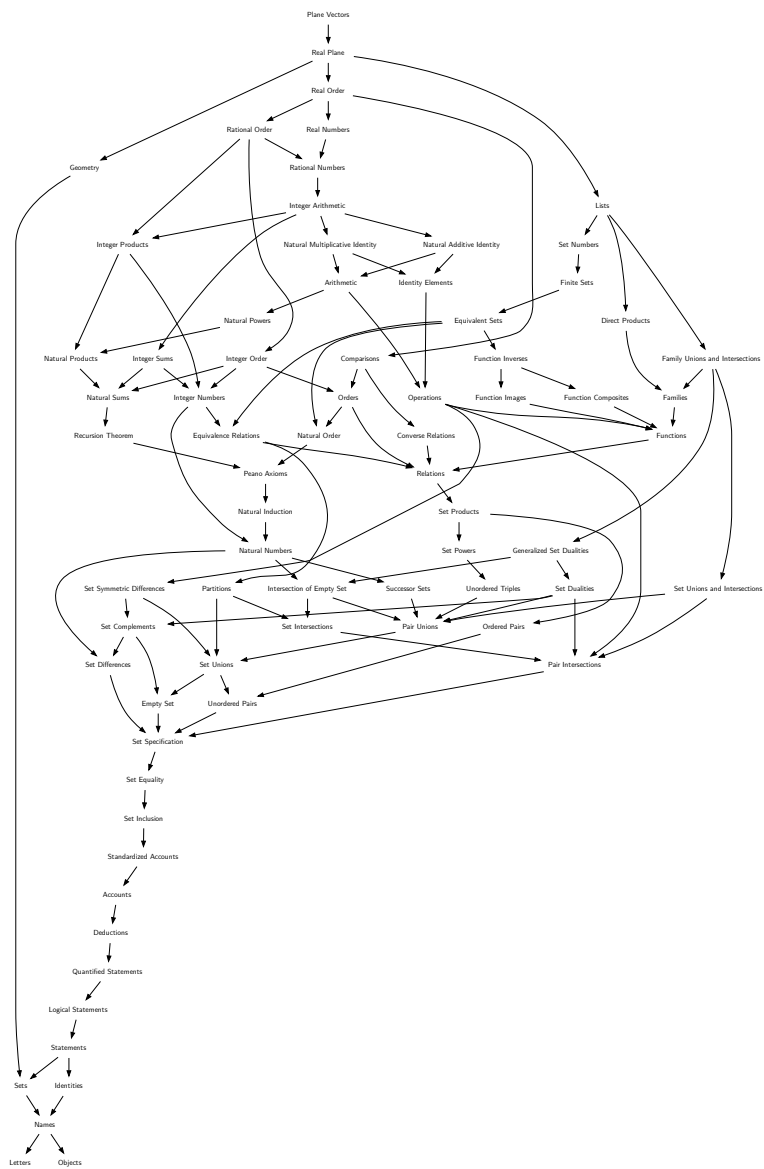 Plane Vectors
Real Plane
Real Order
Rational Order
Real Numbers
Geometry
Rational Numbers
Integer Arithmetic
Lists
Integer Products
Natural Multiplicative Identity
Natural Additive Identity
Set Numbers
Arithmetic
Identity Elements
Finite Sets
Natural Powers
Equivalent Sets
Direct Products
Natural Products
Integer Sums
Integer Order
Comparisons
Function Inverses
Family Unions and Intersections
Natural Sums
Integer Numbers
Orders
Operations
Function Images
Function Composites
Families
Recursion Theorem
Equivalence Relations
Natural Order
Converse Relations
Functions
Peano Axioms
Relations
Natural Induction
Set Products
Natural Numbers
Set Powers
Generalized Set Dualities
Set Symmetric Differences
Partitions
Intersection of Empty Set
Successor Sets
Unordered Triples
Set Dualities
Set Unions and Intersections
Set Complements
Set Intersections
Pair Unions
Ordered Pairs
Set Differences
Set Unions
Pair Intersections
Empty Set
Unordered Pairs
Set Specification
Set Equality
Set Inclusion
Standardized Accounts
Accounts
Deductions
Quantified Statements
Logical Statements
Statements
Sets
Identities
Names
Letters
Objects